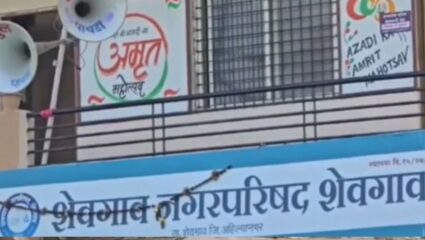 अमृत
महोत्सव
AZADI KA
AMRIT
MAHOTSAV
शेवगाव नगरपरिषद शेवगाव
ता. शेवगाव जि. अहिल्यानगर